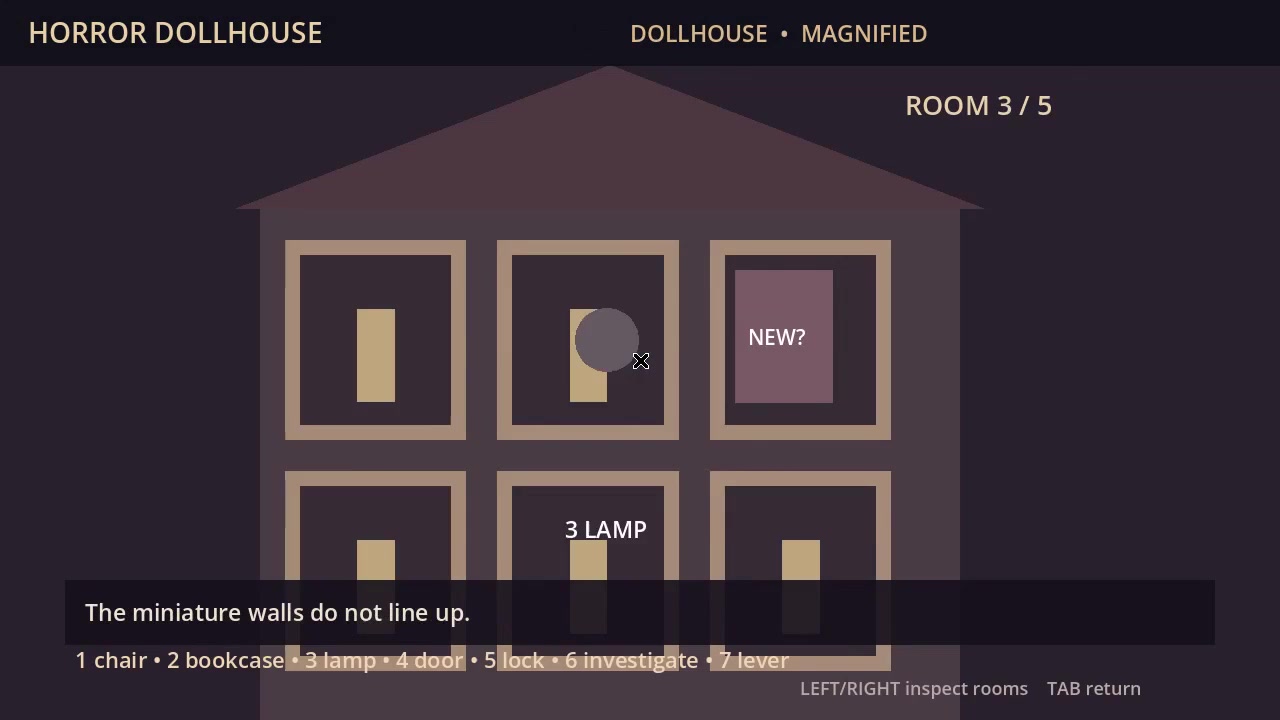 HORROR DOLLHOUSE
DOLLHOUSE • MAGNIFIED
ROOM 3 / 5
NEW?
3 LAMP
The miniature walls do not line up.
1 chair • 2 bookcase • 3 lamp • 4 door • 5 lock • 6 investigate • 7 lever
LEFT/RIGHT inspect rooms TAB return